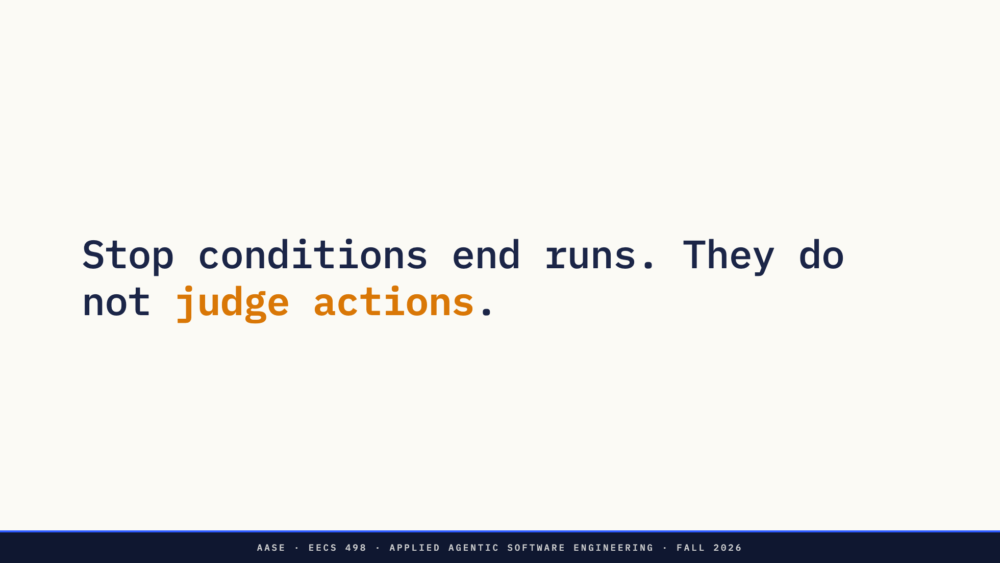 Stop conditions end runs. They do
not judge actions.
AASE · EECS 498 · APPLIED AGENTIC SOFTWARE ENGINEERING · FALL 2026